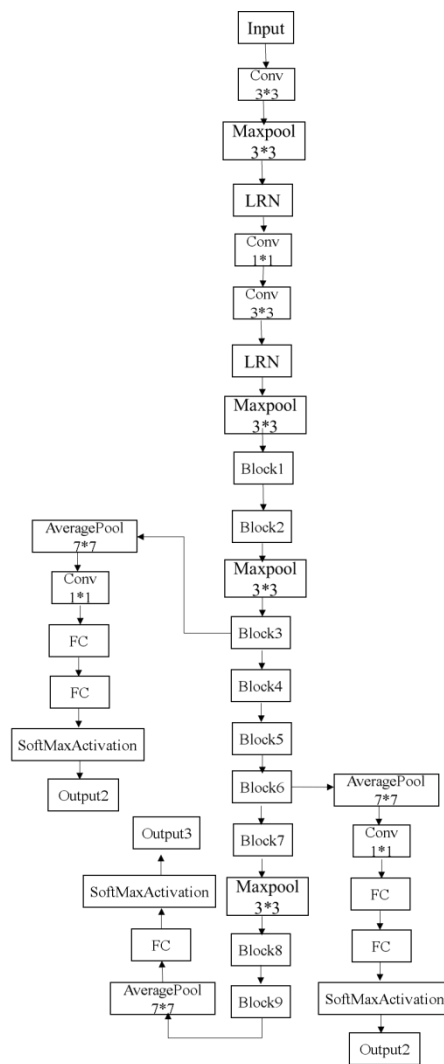 Input
Conv
3*3
Maxpool
3*3
LRN
Conv
1*1
Conv
3*3
LRN
Maxpool
3*3
Block1
Block2
Maxpool
3*3
Block3
AveragePool
7*7
Conv
1*1
FC
FC
SoftMaxActivation
Output2
Block4
Block5
Block6
AveragePool
7*7
Conv
1*1
FC
FC
SoftMaxActivation
Output2
Block7
Maxpool
3*3
Block8
Block9
AveragePool
7*7
FC
SoftMaxActivation
Output3